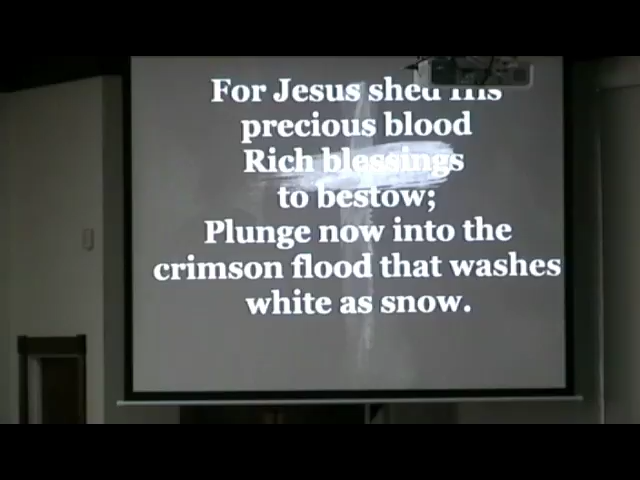 For Jesus shed His
precious blood
Rich blessings
to bestow;
Plunge now into the
crimson flood that washes
white as snow.